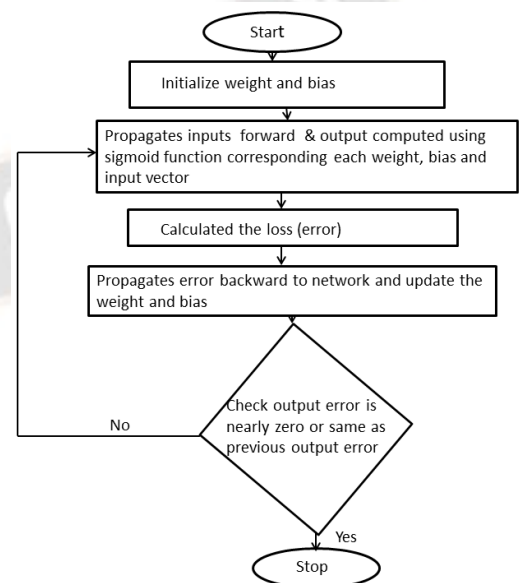 Start
Initialize weight and bias
Propagates inputs forward & output computed using
sigmoid function corresponding each weight, bias and
input vector
Calculated the loss (error)
Propagates error backward to network and update the
weight and bias
Check output error is
nearly zero or same as
previous output error
No
Yes
Stop